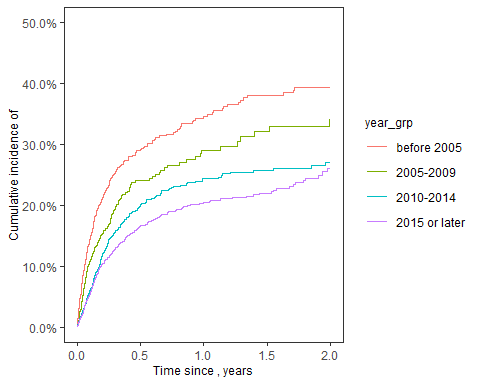 50.0%
40.0%
30.0%
20.0%
10.0%
0.0%
Cumulative incidence of
0.0 0.5 1.0 1.5 2.0
Time since , years
year_grp
before 2005
2005-2009
2010-2014
2015 or later